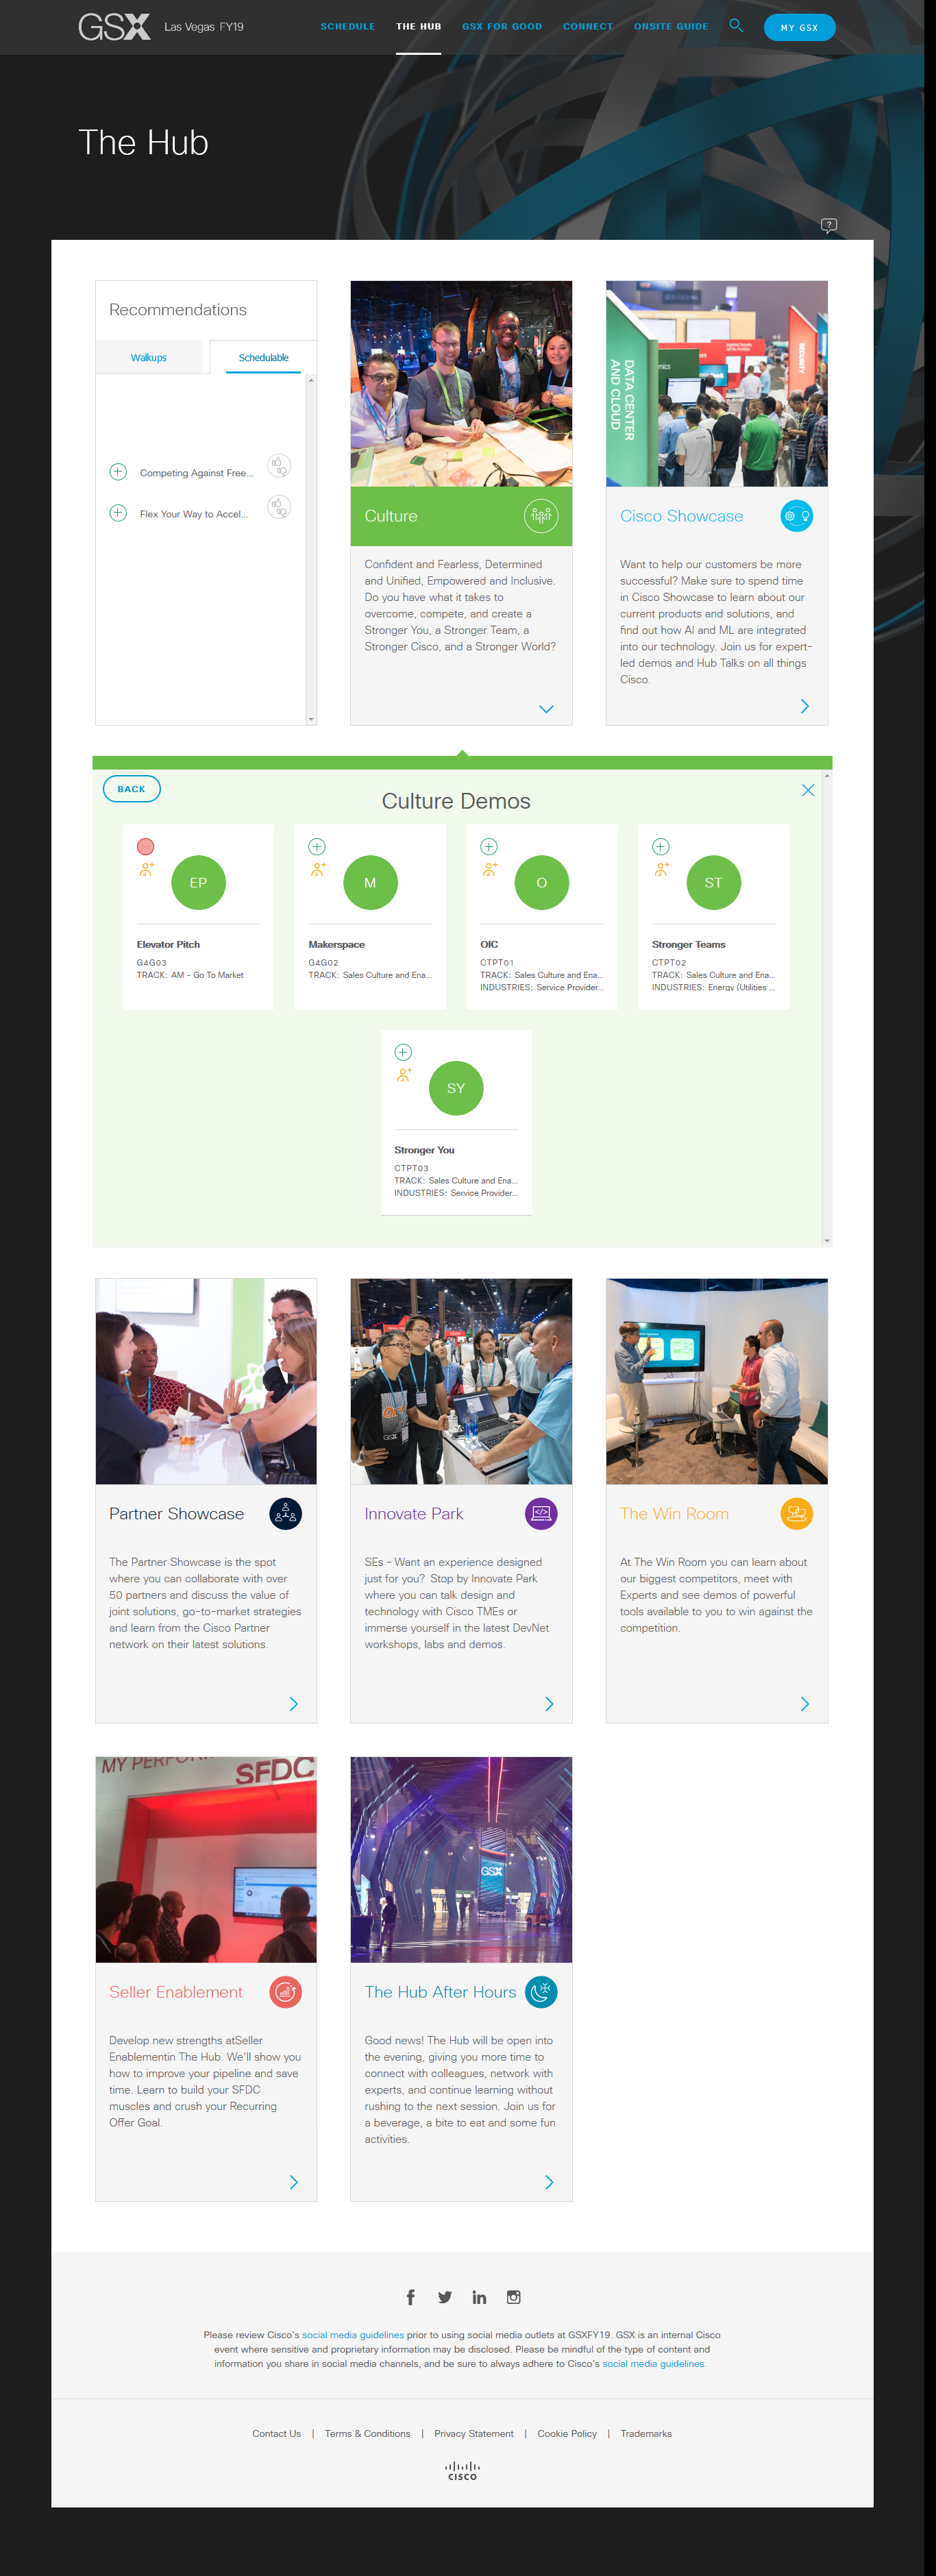 GSX Las Vegas FY19
SCHEDULE THE HUB GSX FOR GOOD CONNECT ONSITE GUIDE MY GSX
The Hub
?
Recommendations
Walkups Schedulable
Competing Against Free...
Flex Your Way to Accel...
Culture
Confident and Fearless, Determined
and Unified, Empowered and Inclusive.
Do you have what it takes to
overcome, compete, and create a
Stronger You, a Stronger Team, a
Stronger Cisco, and a Stronger World?
DATA CENTER
AND CLOUD
SECURITY
Cisco Showcase
Want to help our customers be more
successful? Make sure to spend time
in Cisco Showcase to learn about our
current products and solutions, and
find out how AI and ML are integrated
into our technology. Join us for expert-
led demos and Hub Talks on all things
Cisco.
BACK
Culture Demos
EP
Elevator Pitch
G4G03
TRACK: AM - Go To Market
M
Makerspace
G4G02
TRACK: Sales Culture and Ena...
O
OIC
CTPT01
TRACK: Sales Culture and Ena...
INDUSTRIES: Service Provider...
ST
Stronger Teams
CTPT02
TRACK: Sales Culture and Ena...
INDUSTRIES: Energy (Utilities ...
SY
Stronger You
CTPT03
TRACK: Sales Culture and Ena...
INDUSTRIES: Service Provider...
Partner Showcase
The Partner Showcase is the spot
where you can collaborate with over
50 partners and discuss the value of
joint solutions, go-to-market strategies
and learn from the Cisco Partner
network on their latest solutions.
GSX
Innovate Park
SEs - Want an experience designed
just for you? Stop by Innovate Park
where you can talk design and
technology with Cisco TMEs or
immerse yourself in the latest DevNet
workshops, labs and demos.
The Win Room
At The Win Room you can learn about
our biggest competitors, meet with
Experts and see demos of powerful
tools available to you to win against the
competition.
MY
SFDC
Seller Enablement
Develop new strengths atSeller
Enablementin The Hub. We'll show you
how to improve your pipeline and save
time. Learn to build your SFDC
muscles and crush your Recurring
Offer Goal.
GSX
The Hub After Hours
Good news! The Hub will be open into
the evening, giving you more time to
connect with colleagues, network with
experts, and continue learning without
rushing to the next session. Join us for
a beverage, a bite to eat and some fun
activities.
Please review Cisco's social media guidelines prior to using social media outlets at GSXFY19. GSX is an internal Cisco
event where sensitive and proprietary information may be disclosed. Please be mindful of the type of content and
information you share in social media channels, and be sure to always adhere to Cisco's social media guidelines.
Contact Us | Terms & Conditions | Privacy Statement | Cookie Policy | Trademarks
CISCO